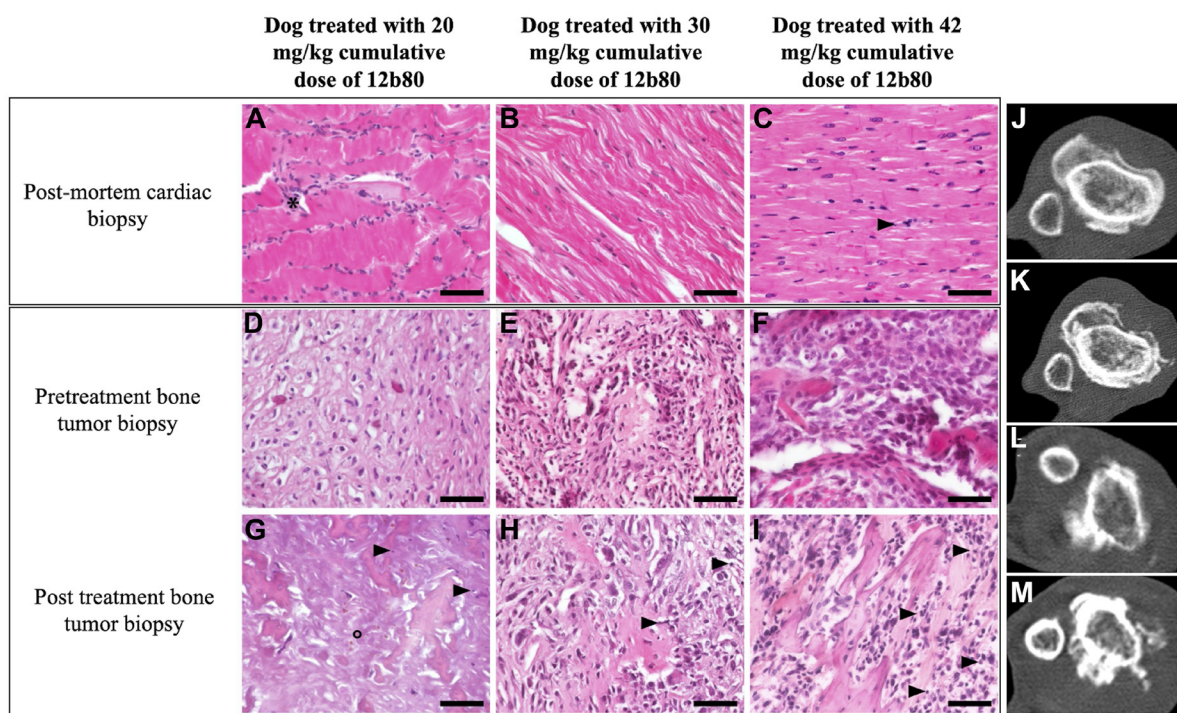 Dog treated with 20
mg/kg cumulative
dose of 12b80
Dog treated with 30
mg/kg cumulative
dose of 12b80
Dog treated with 42
mg/kg cumulative
dose of 12b80
Post-mortem cardiac
biopsy
A
*
B
C
Pretreatment bone
tumor biopsy
D
E
F
Post treatment bone
tumor biopsy
G
H
I
J
K
L
M